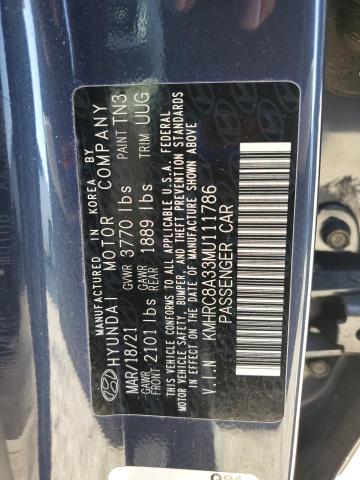 MANUFACTURED IN KOREA BY
HYUNDAI MOTOR COMPANY
MAR/18/21 GVWR 3770 lbs PAINT TN3
GAWR FRONT 2101 lbs GAWR REAR 1889 lbs TRIM UUG
THIS VEHICLE CONFORMS TO ALL APPLICABLE U.S.A. FEDERAL
MOTOR VEHICLE SAFETY, BUMPER, AND THEFT PREVENTION
STANDARDS IN EFFECT ON THE DATE OF
MANUFACTURE SHOWN ABOVE.
V.I.N : KMHRC8A33MU111786
PASSENGER CAR